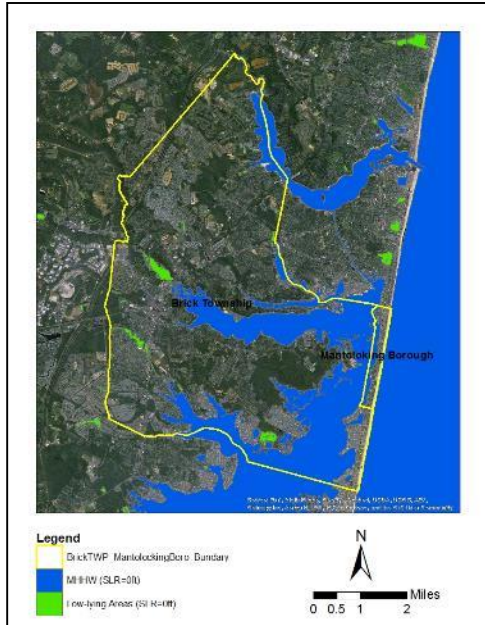 Brick Township
Mantoloking Borough
Legend
BrickTWP_MantolockingBoro_Bundary
MHHW (SLR=0ft)
Low-lying Areas (SLR=0ft)
N
Miles
0 0.5 1 2